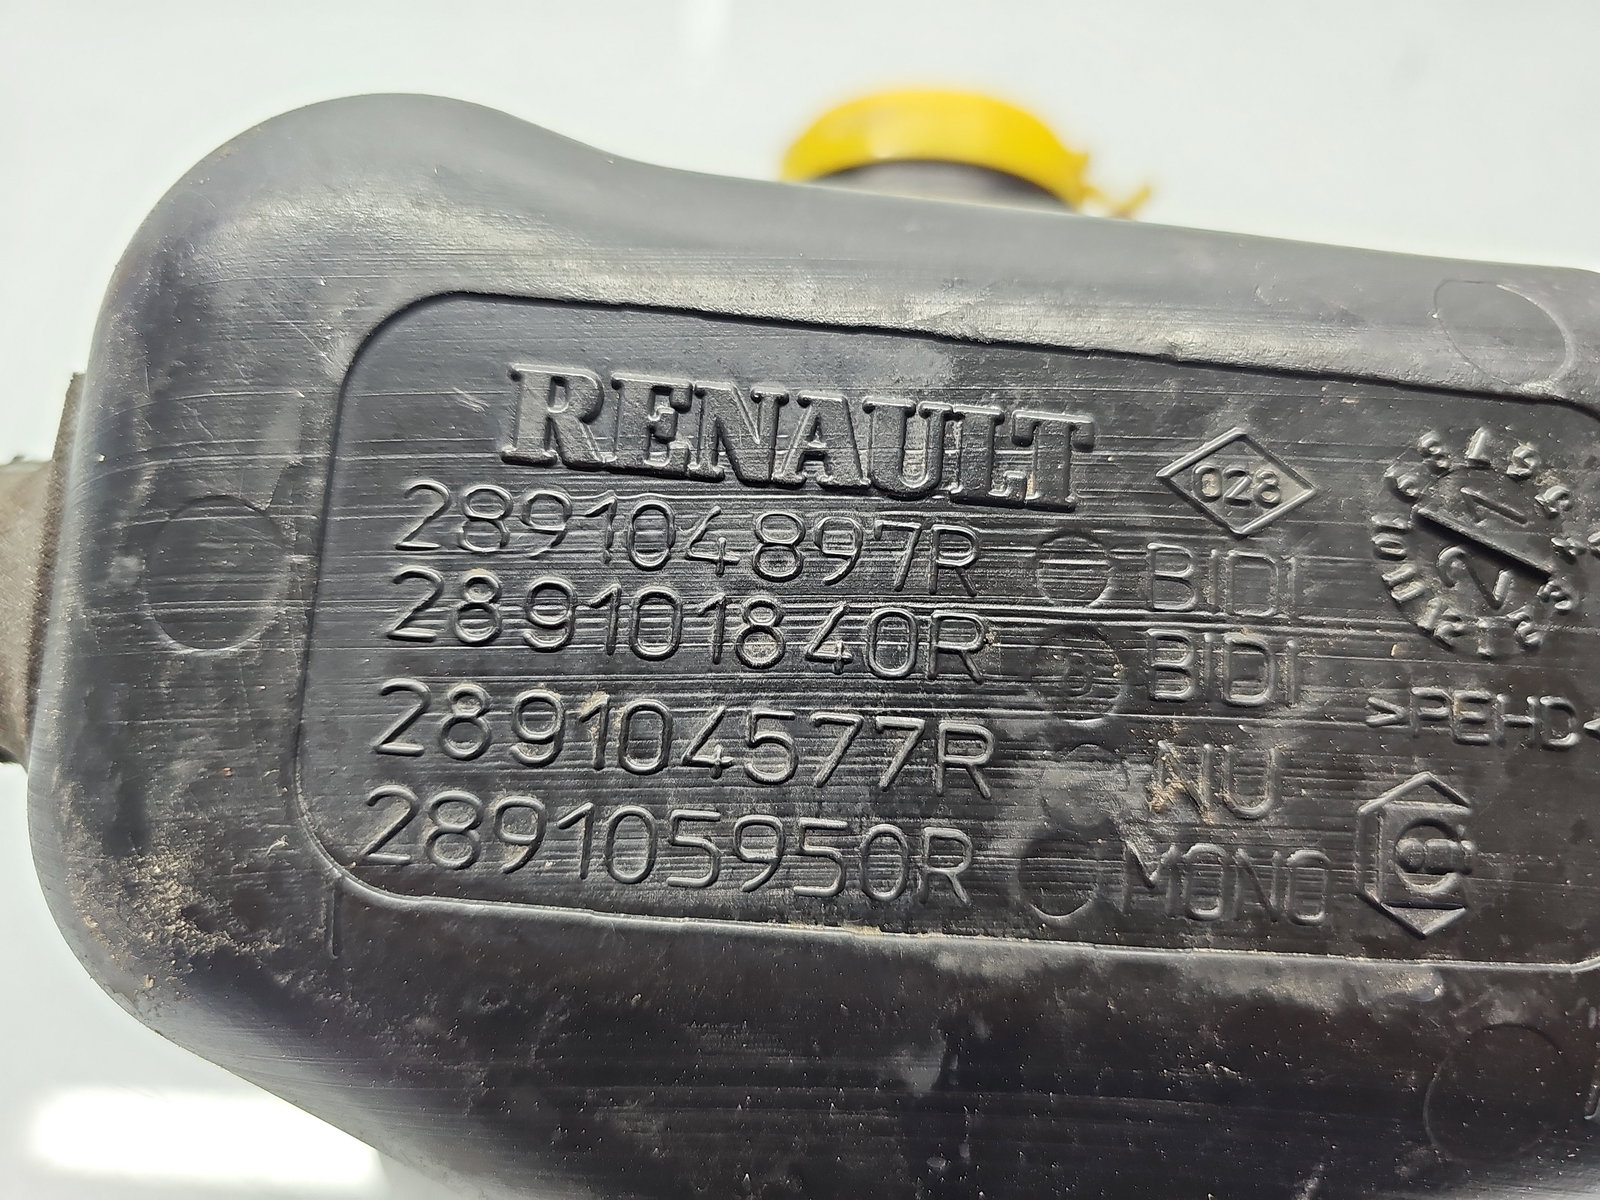 RENAULT
028
289104897R BIDI
289101840R BIDI
289104577R NU
289105950R MONO
>PEHD<